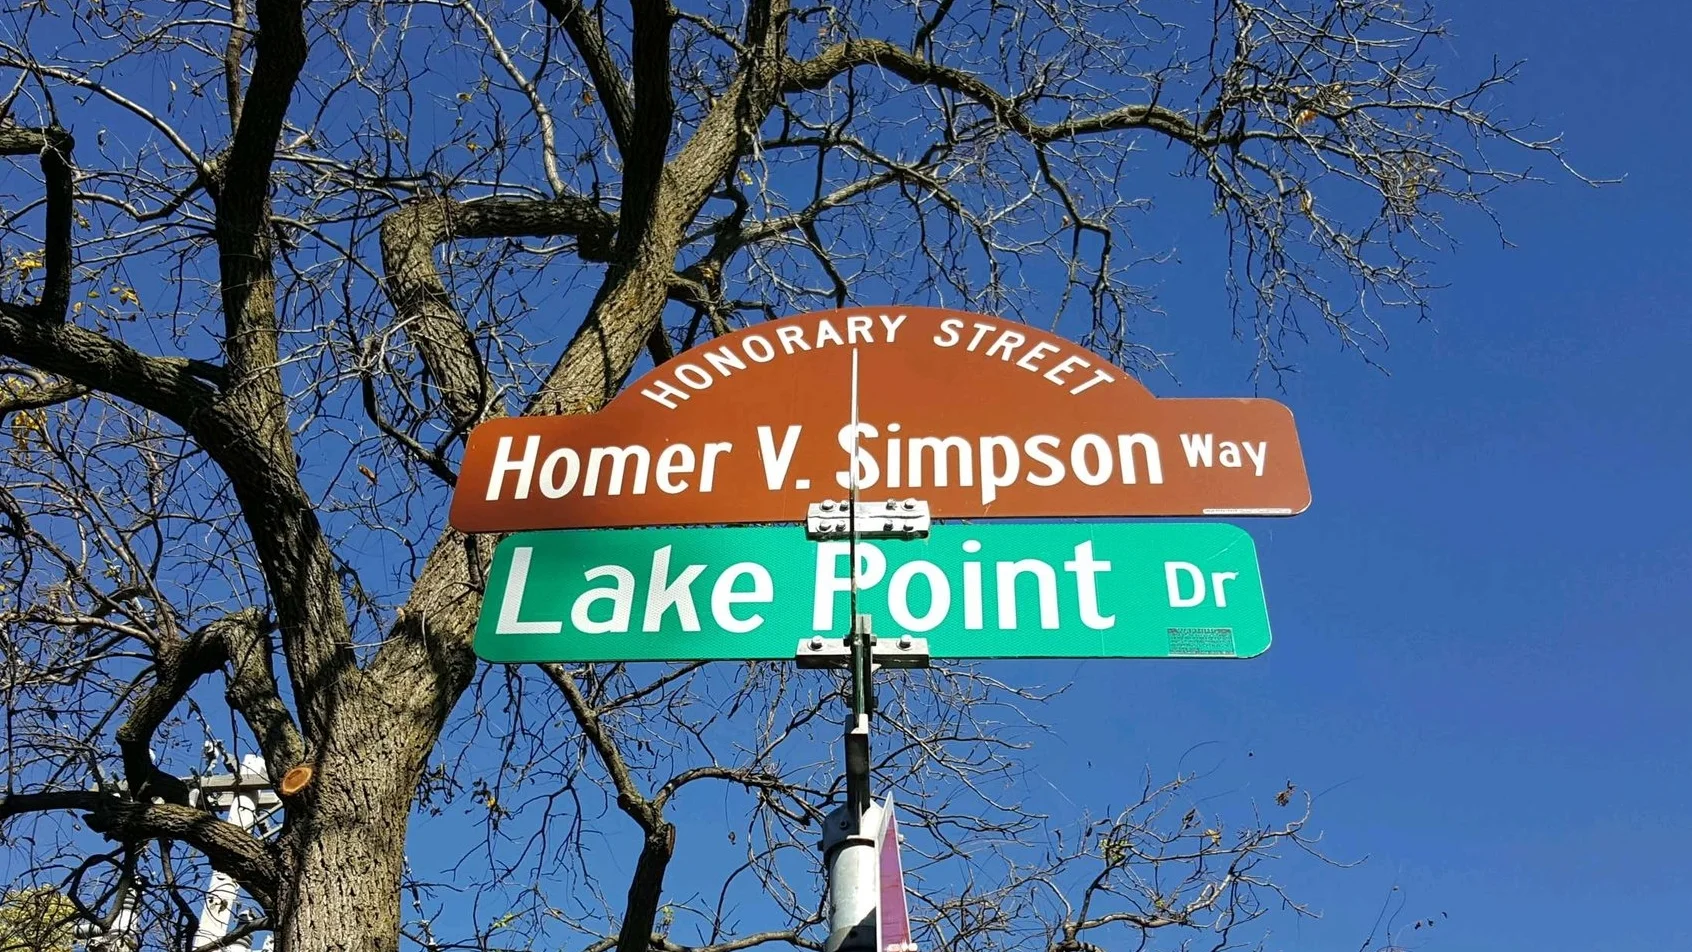 HONORARY STREET
Homer V. Simpson Way
Lake Point Dr